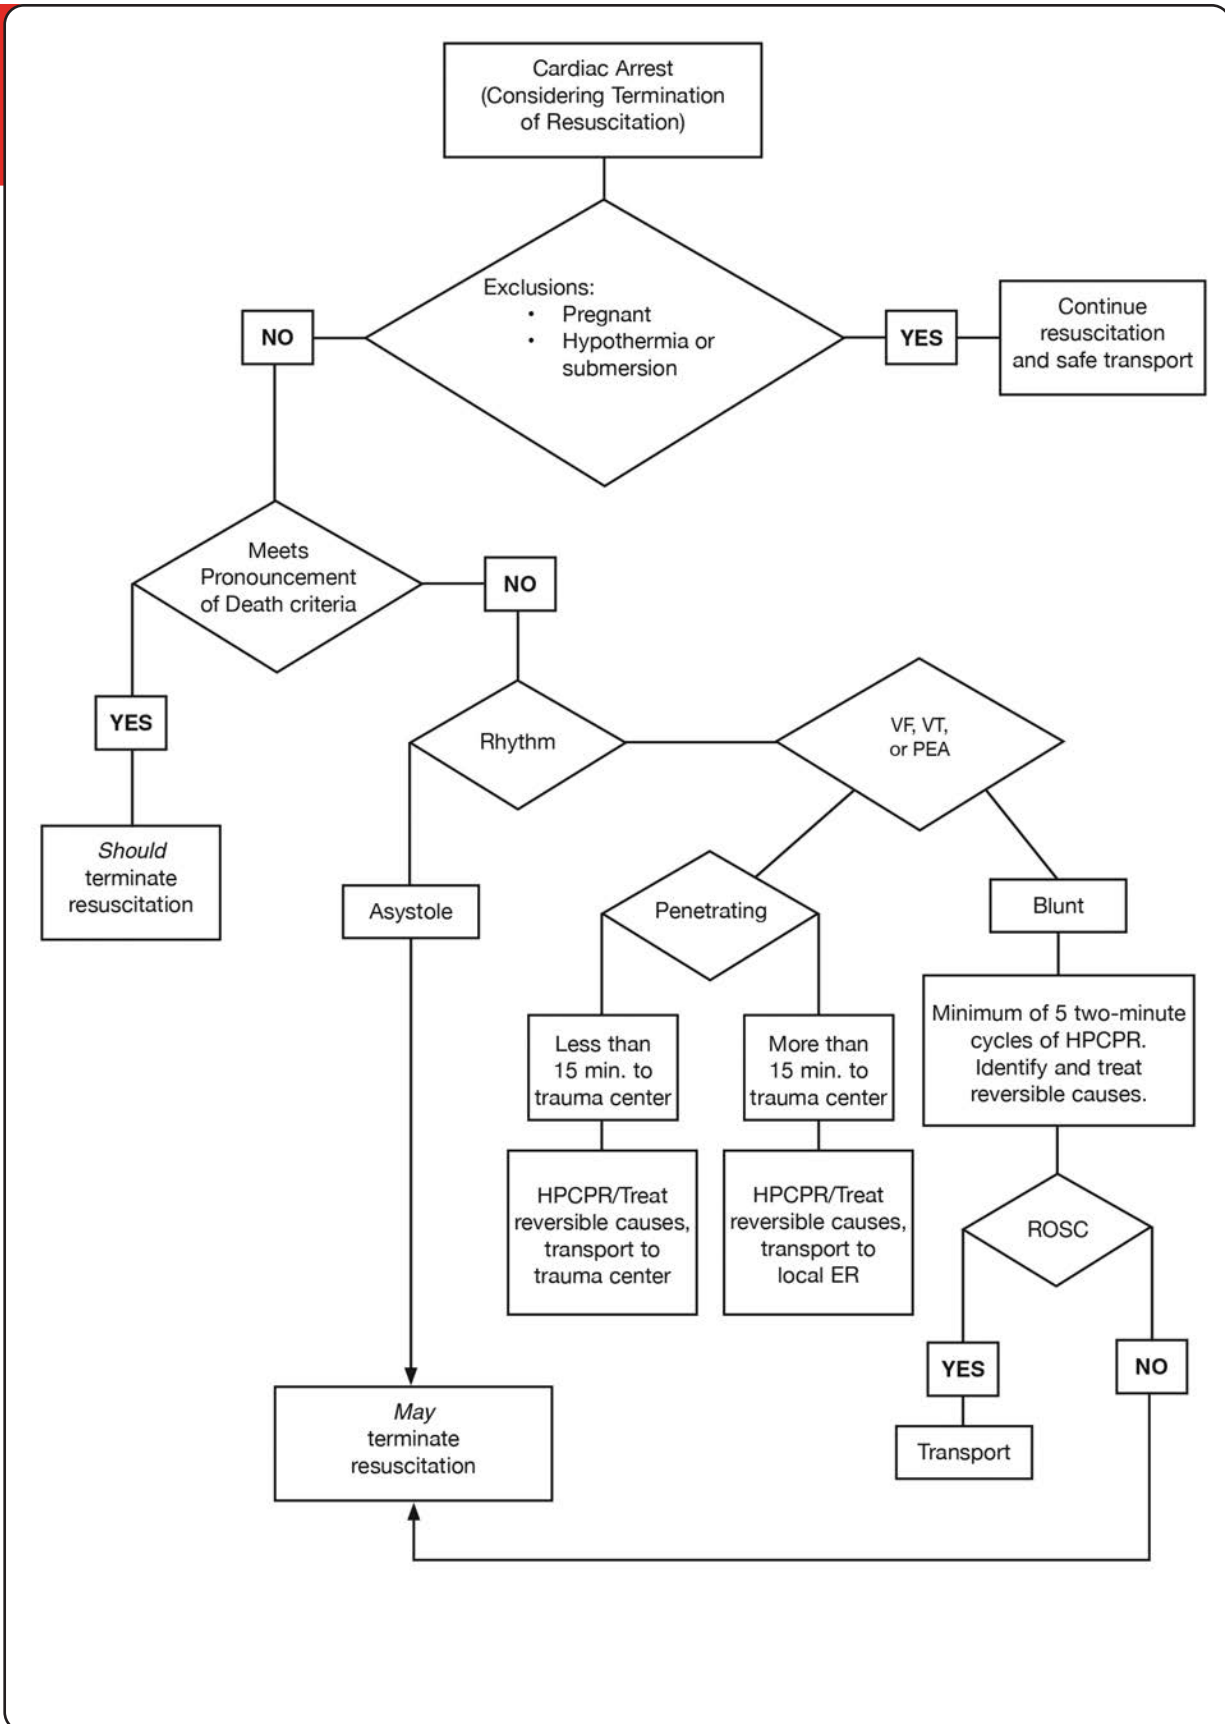 Cardiac Arrest
(Considering Termination
of Resuscitation)
Exclusions:
• Pregnant
• Hypothermia or
submersion
NO
YES
Continue
resuscitation
and safe transport
Meets
Pronouncement
of Death criteria
NO
YES
Should
terminate
resuscitation
Rhythm
VF, VT,
or PEA
Asystole
Penetrating
Blunt
Less than
15 min. to
trauma center
More than
15 min. to
trauma center
Minimum of 5 two-minute
cycles of HPCPR.
Identify and treat
reversible causes.
HPCPR/Treat
reversible causes,
transport to
trauma center
HPCPR/Treat
reversible causes,
transport to
local ER
ROSC
YES
NO
Transport
May
terminate
resuscitation